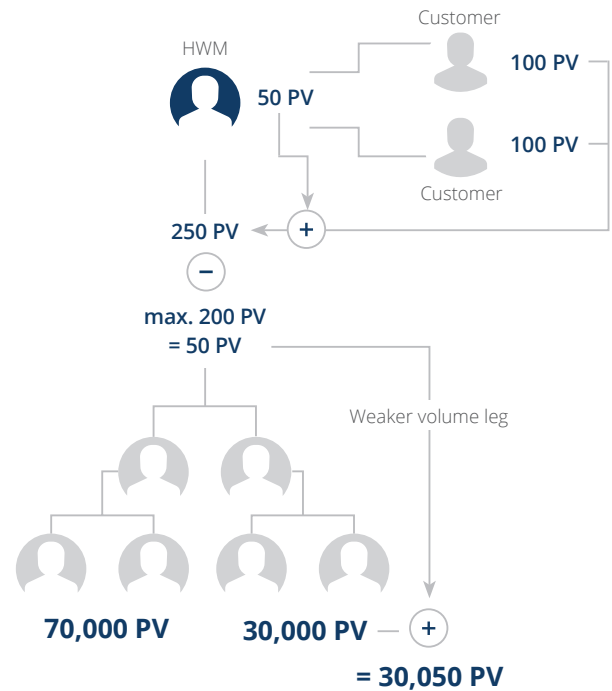 Customer
HWM
100 PV
50 PV
100 PV
Customer
250 PV
+
−
max. 200 PV
= 50 PV
Weaker volume leg
70,000 PV
30,000 PV
+
= 30,050 PV